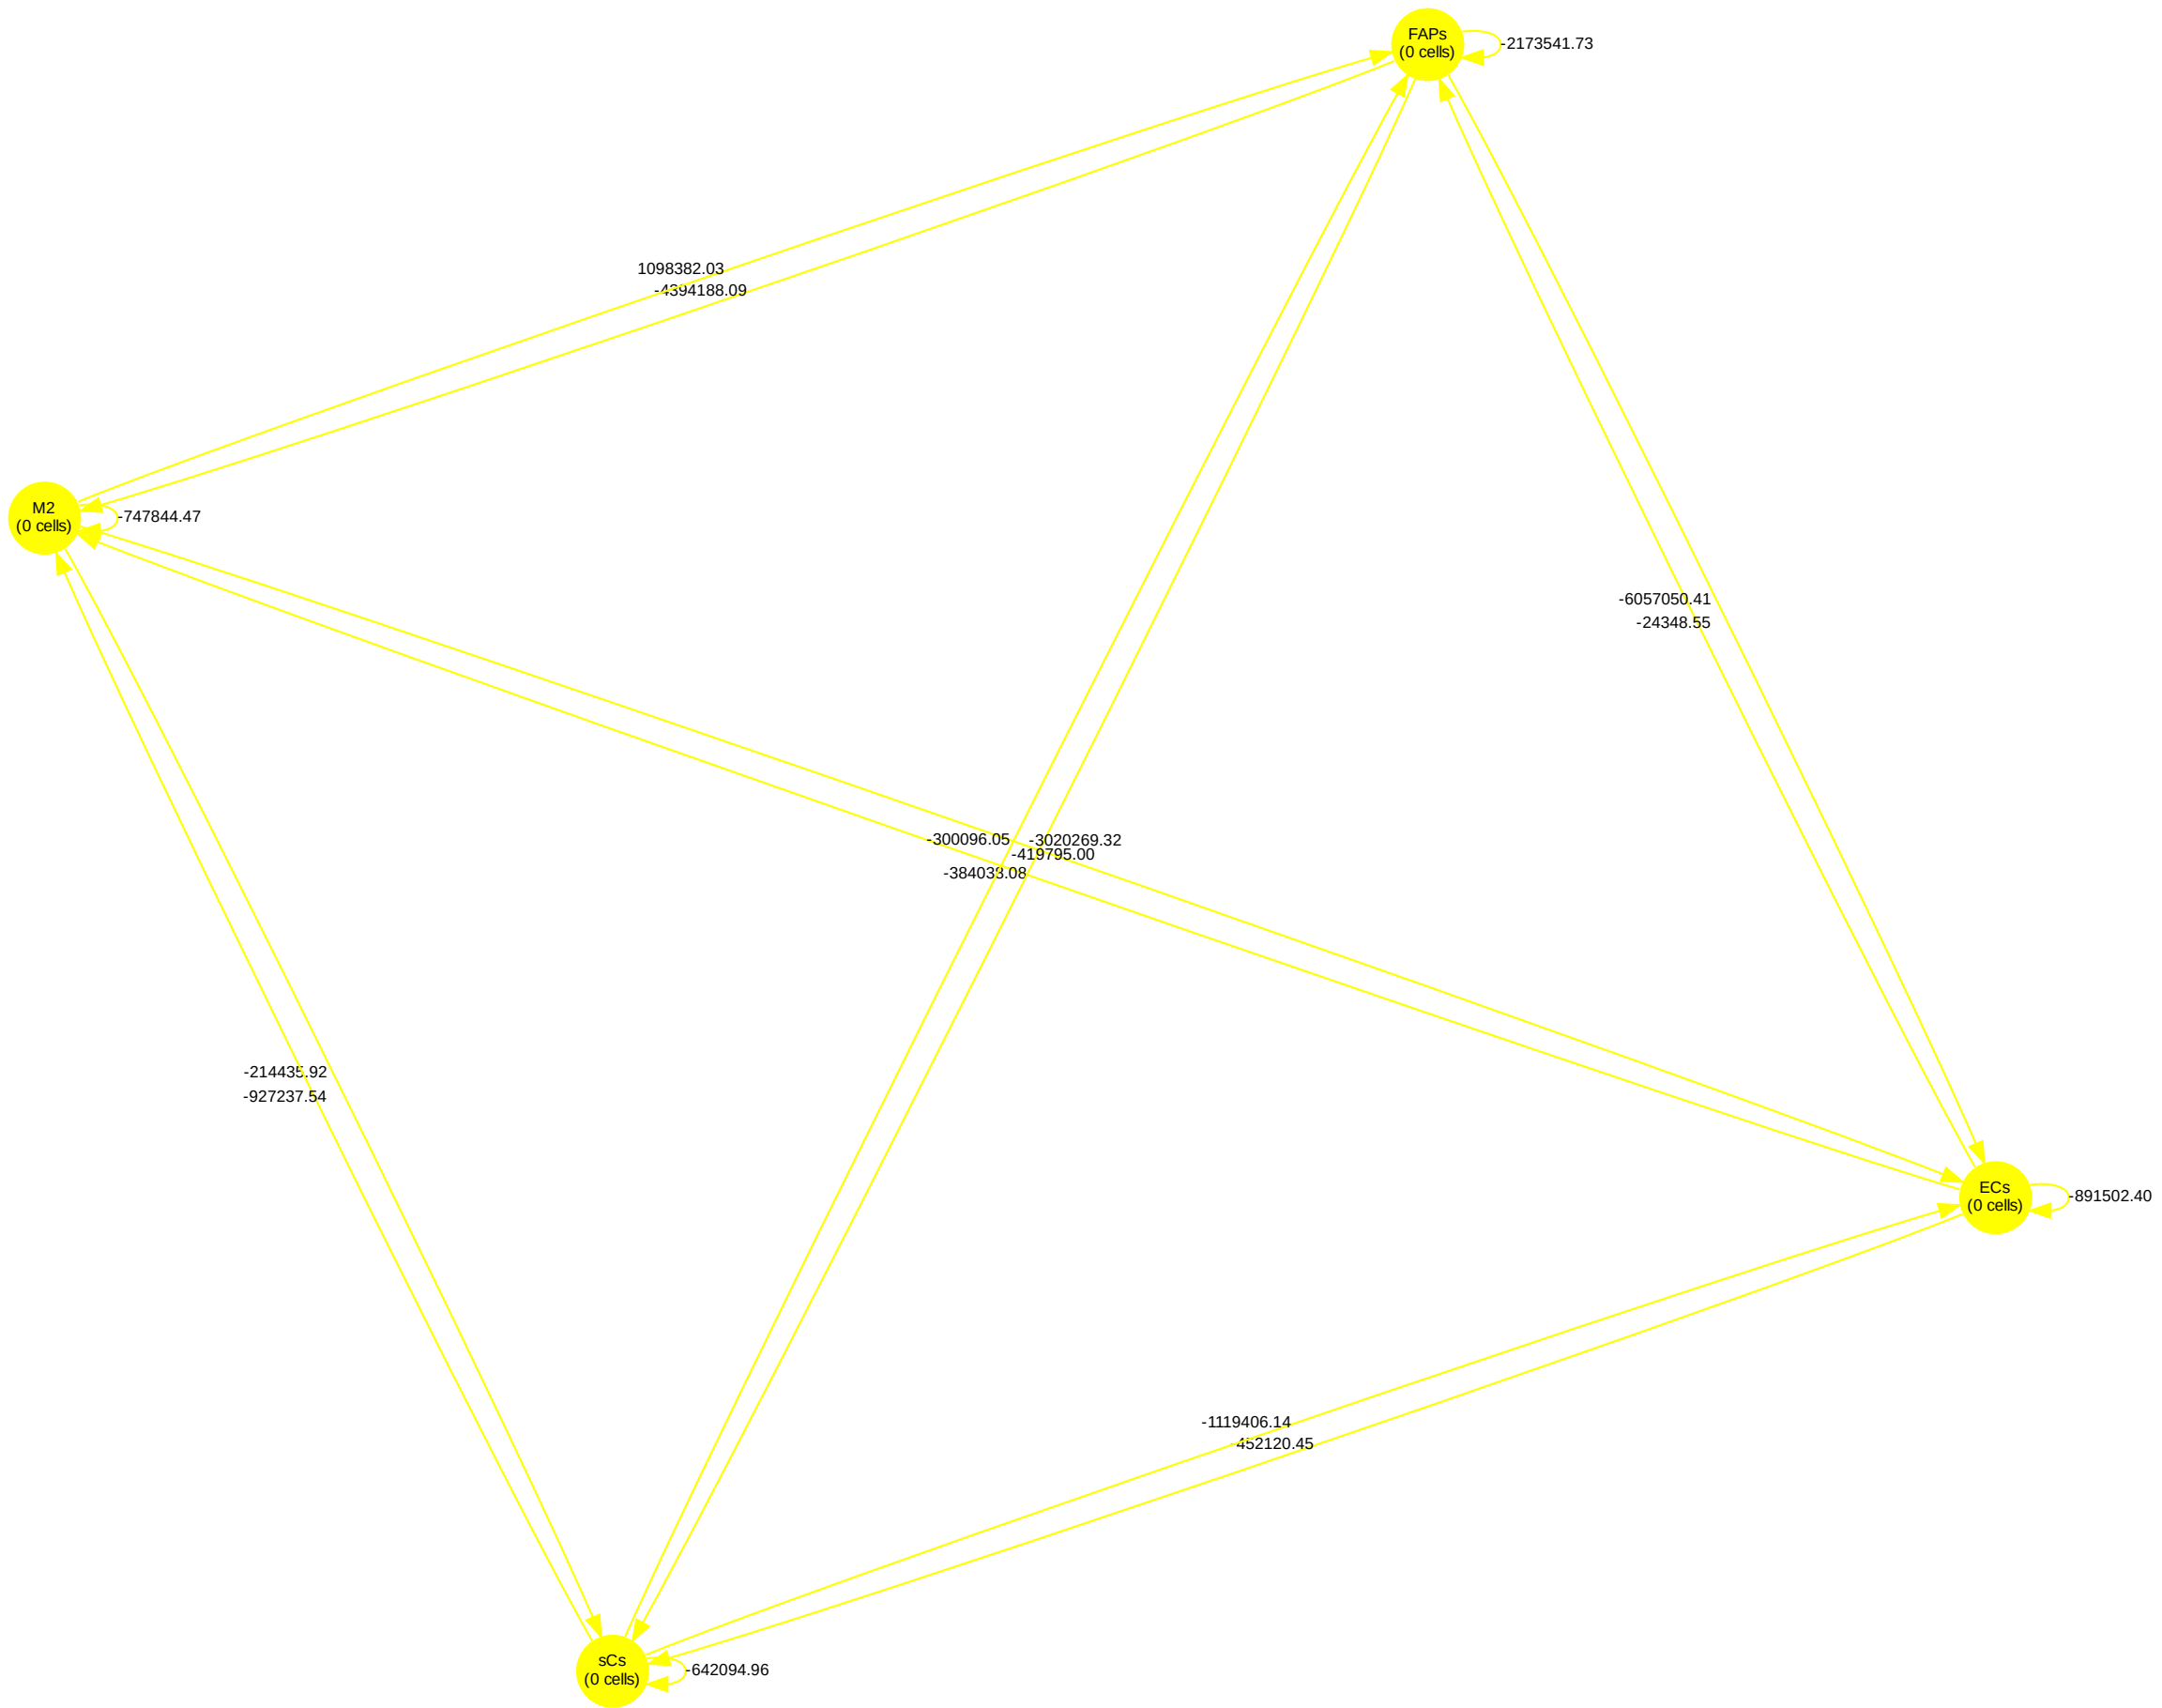 FAPs
(0 cells)
-2173541.73
1098382.03
-4394188.09
M2
(0 cells)
-747844.47
-6057050.41
-24348.55
-300096.05
-3020269.32
-419795.00
-384038.08
-214435.92
-927237.54
ECs
(0 cells)
-891502.40
-1119406.14
-452120.45
sCs
(0 cells)
-642094.96